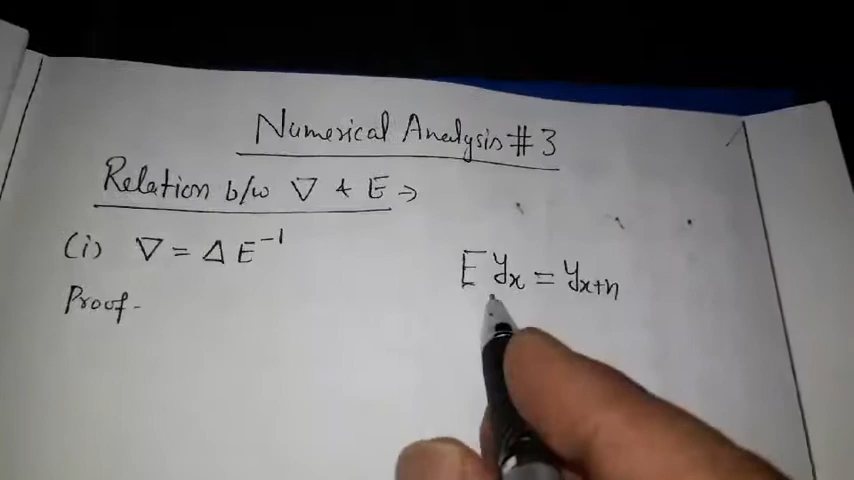 Numerical Analysis # 3
Relation b/w ∇ & E →
(i) ∇ = Δ E⁻¹
E yₓ = yₓ₊ₕ
Proof -